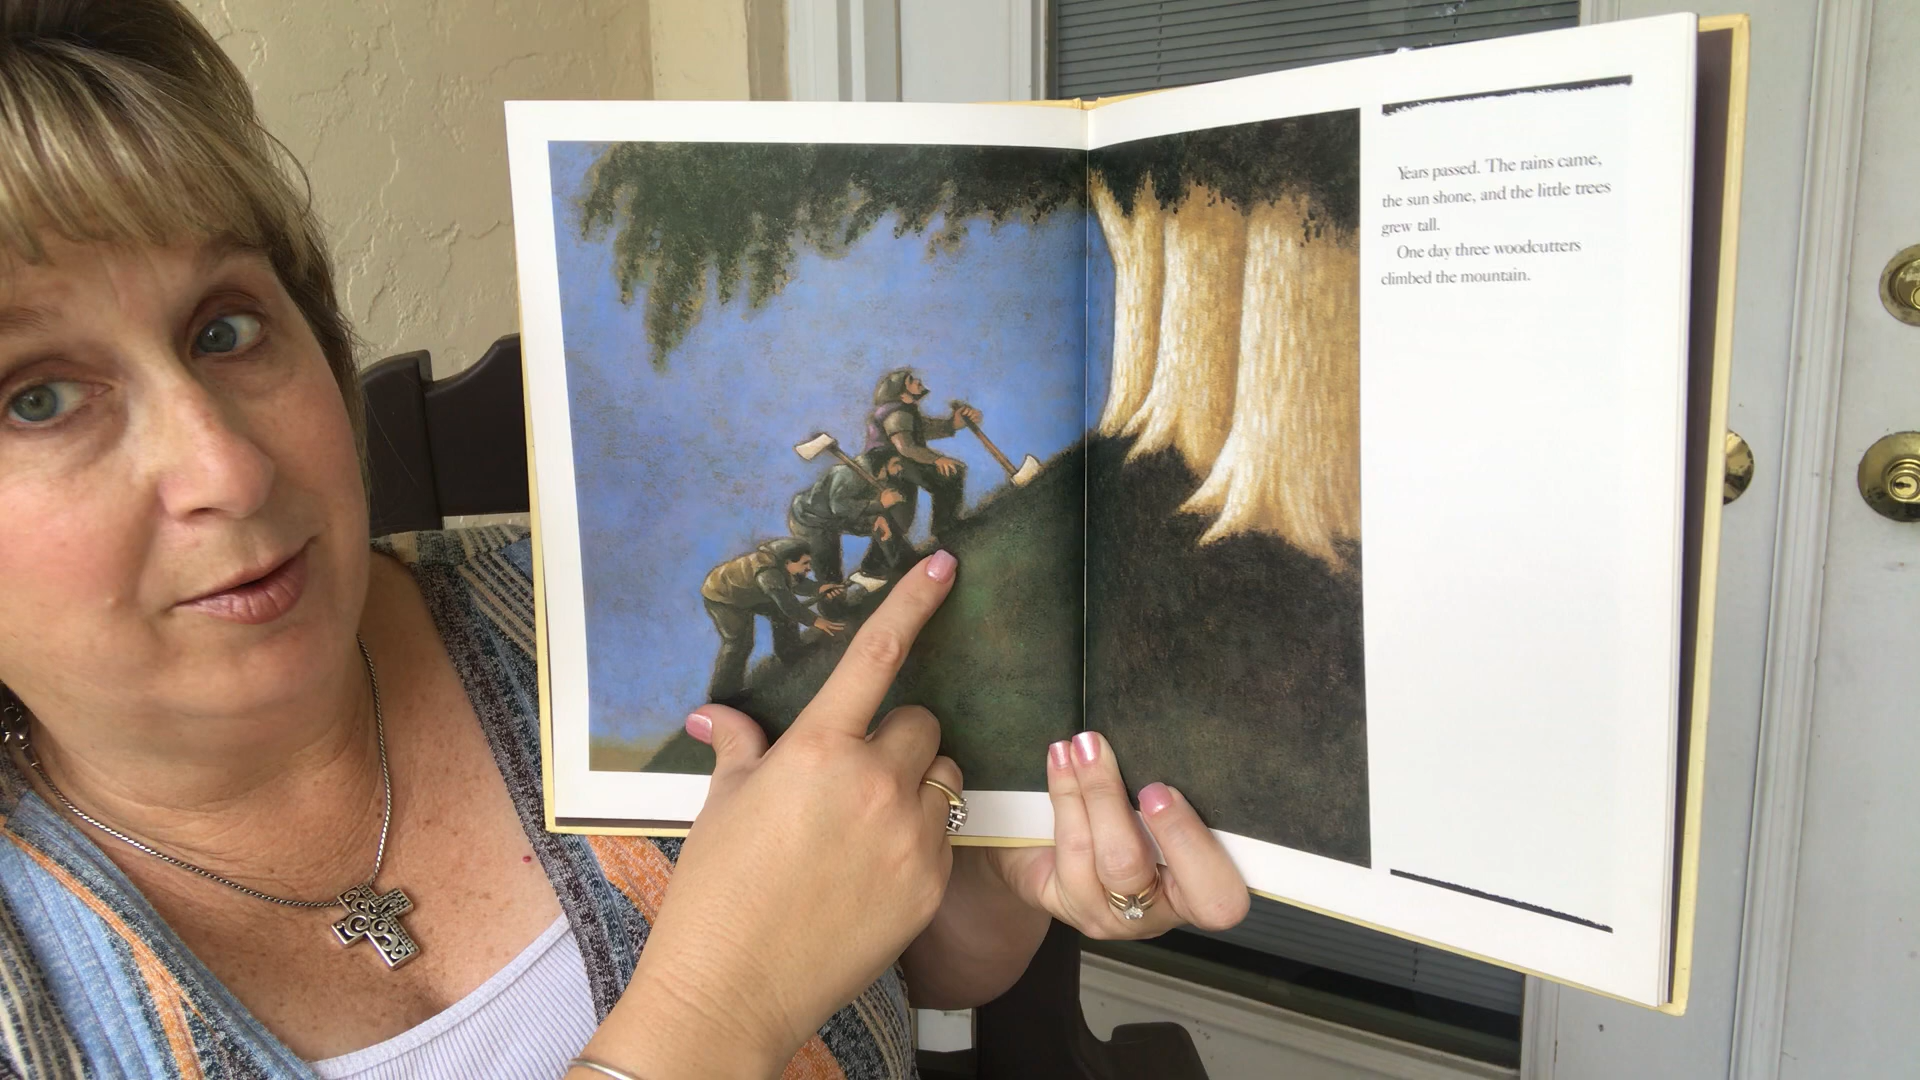 Years passed. The rains came,
the sun shone, and the little trees
grew tall.
One day three woodcutters
climbed the mountain.